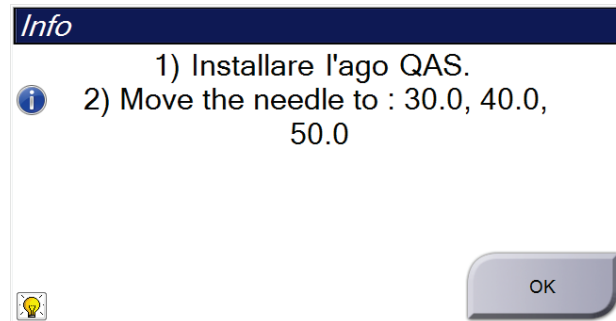 Info
1) Installare l'ago QAS.
2) Move the needle to : 30.0, 40.0,
50.0
OK